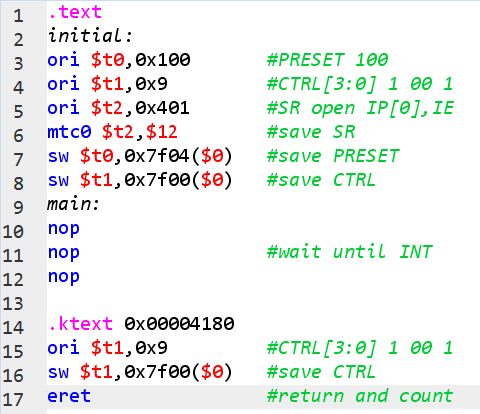 1 .text
2 initial:
3 ori $t0,0x100 #PRESET 100
4 ori $t1,0x9 #CTRL[3:0] 1 00 1
5 ori $t2,0x401 #SR open IP[0],IE
6 mtc0 $t2,$12 #save SR
7 sw $t0,0x7f04($0) #save PRESET
8 sw $t1,0x7f00($0) #save CTRL
9 main:
10 nop
11 nop #wait until INT
12 nop
13
14 .ktext 0x00004180
15 ori $t1,0x9 #CTRL[3:0] 1 00 1
16 sw $t1,0x7f00($0) #save CTRL
17 eret #return and count